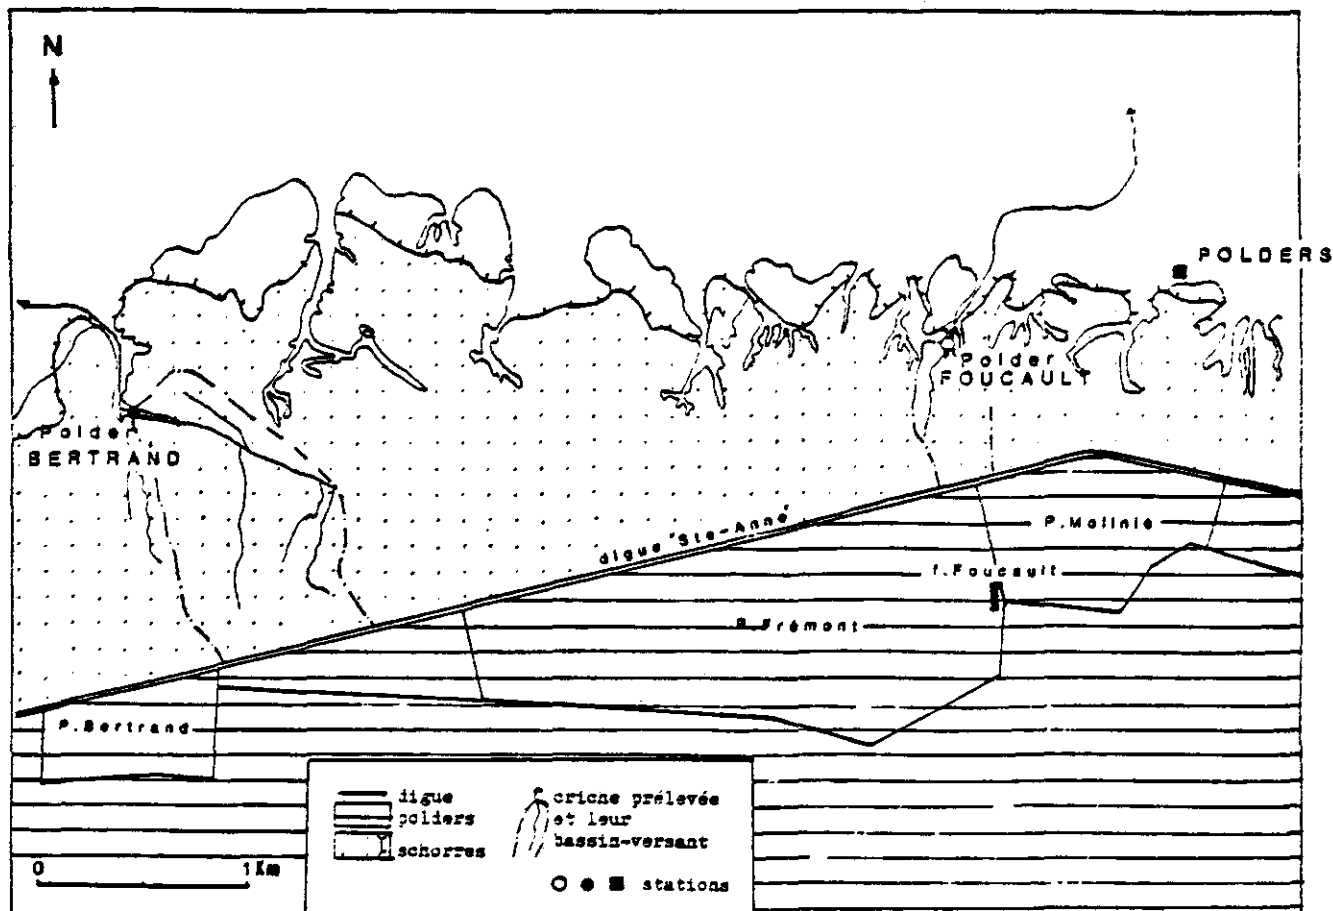 N
POLDERS
Polder
FOUCAULT
Polder
BERTRAND
digue "Ste-Anne"
P. Molinie
f. Foucault
P. Frémont
P. Bertrand
digue
polders
schorres
criche prélevée
et leur
bassin-versant
stations
0 1 Km